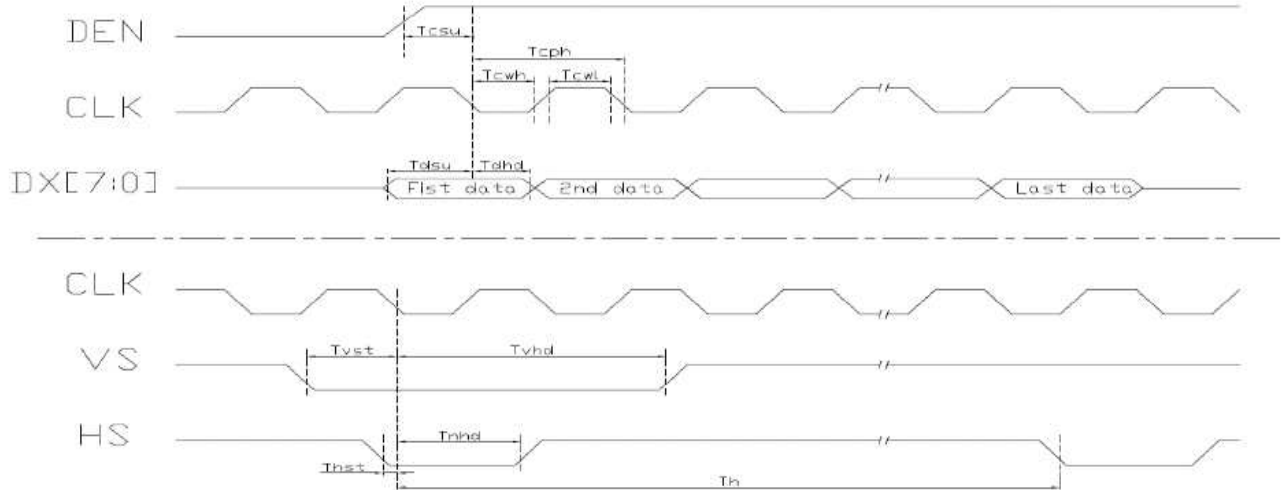 DEN
Tcsu
Tcph
Tcwh
Tcwl
CLK
Tdsu
Tdhd
DX[7:0]
Fist data
2nd data
Last data
CLK
VS
Tvst
Tvhd
HS
Tnhd
Thst
Th